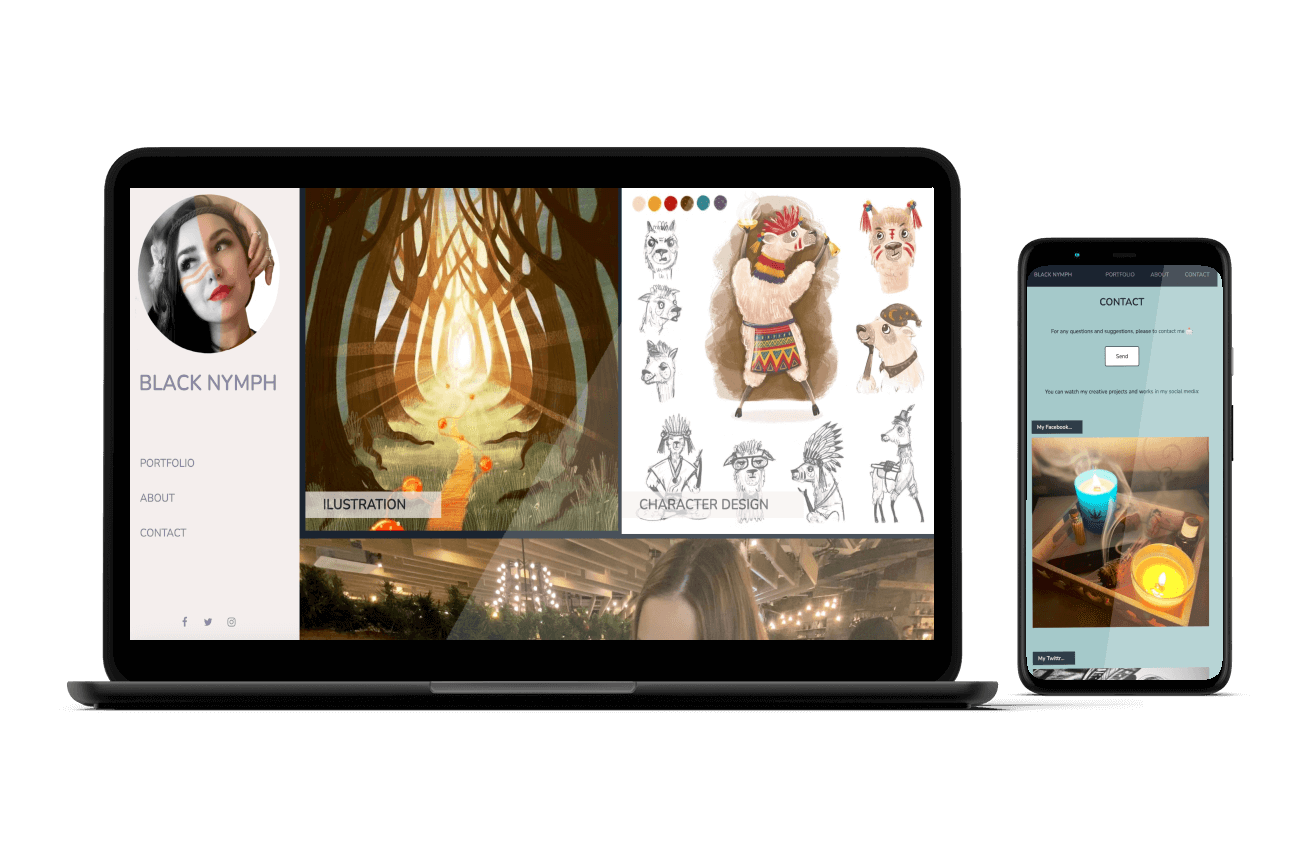 BLACK NYMPH
PORTFOLIO
ABOUT
CONTACT
ILUSTRATION
CHARACTER DESIGN
BLACK NYMPH PORTFOLIO ABOUT CONTACT
CONTACT
For any questions and suggestions, please to contact me
Send
You can watch my creative projects and works in my social media:
My Facebook...
My Twittr...